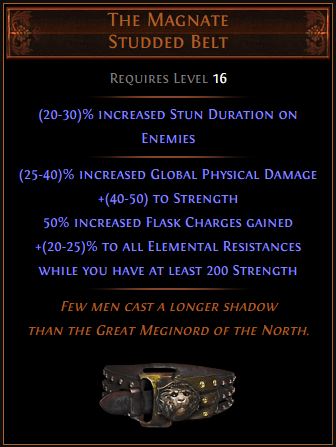 The Magnate
Studded Belt
Requires Level 16
(20-30)% increased Stun Duration on
Enemies
(25-40)% increased Global Physical Damage
+(40-50) to Strength
50% increased Flask Charges gained
+(20-25)% to all Elemental Resistances
while you have at least 200 Strength
Few men cast a longer shadow
than the Great Meginord of the North.